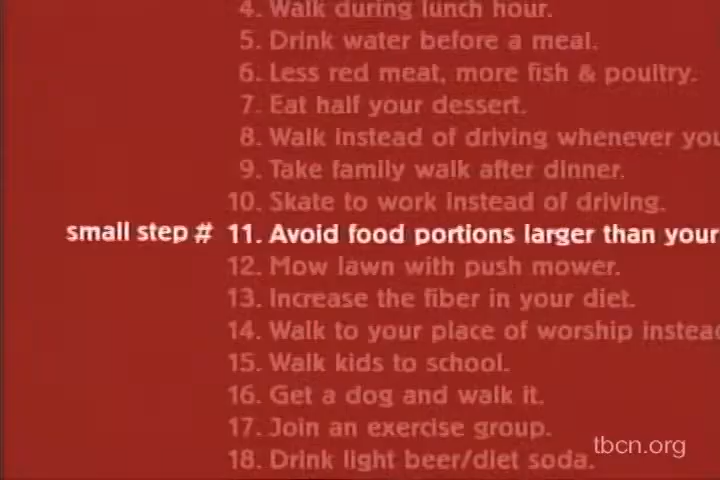 4. Walk during lunch hour.
5. Drink water before a meal.
6. Less red meat, more fish & poultry.
7. Eat half your dessert.
8. Walk instead of driving whenever you
9. Take family walk after dinner.
10. Skate to work instead of driving.
small step # 11. Avoid food portions larger than your
12. Mow lawn with push mower.
13. Increase the fiber in your diet.
14. Walk to your place of worship instead
15. Walk kids to school.
16. Get a dog and walk it.
17. Join an exercise group.
18. Drink light beer/diet soda.
tbcn.org